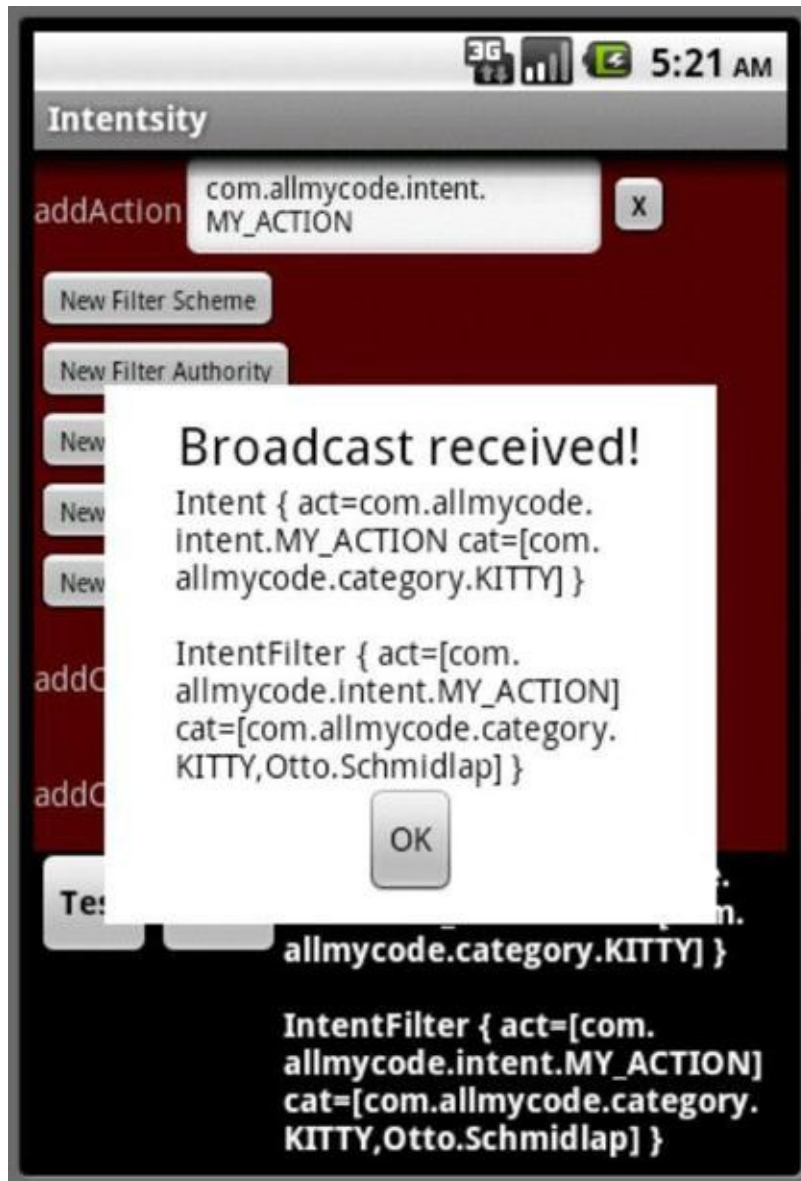 3G 5:21 AM
Intentsity
addAction
com.allmycode.intent.
MY_ACTION
X
New Filter Scheme
New Filter Authority
New
New
New
Broadcast received!
Intent { act=com.allmycode.
intent.MY_ACTION cat=[com.
allmycode.category.KITTY] }
IntentFilter { act=[com.
allmycode.intent.MY_ACTION]
cat=[com.allmycode.category.
KITTY,Otto.Schmidlap] }
OK
allmycode.category.KITTY] }
IntentFilter { act=[com.
allmycode.intent.MY_ACTION]
cat=[com.allmycode.category.
KITTY,Otto.Schmidlap] }